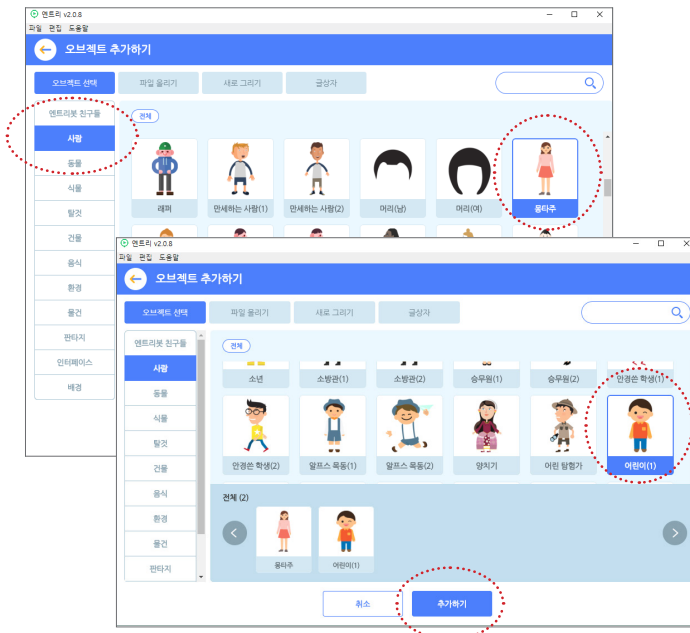 엔트리 v2.0.8
파일 편집 도움말
오브젝트 추가하기
오브젝트 선택 파일 올리기 새로 그리기 글상자
엔트리봇 친구들
사람
동물
식물
탈것
건물
음식
환경
물건
판타지
인터페이스
배경
전체
래퍼 만세하는 사람(1) 만세하는 사람(2) 머리(남) 머리(여) 몽타주
엔트리 v2.0.8
파일 편집 도움말
오브젝트 추가하기
오브젝트 선택 파일 올리기 새로 그리기 글상자
엔트리봇 친구들
사람
동물
식물
탈것
건물
음식
환경
물건
판타지
전체
소년 소방관(1) 소방관(2) 승무원(1) 승무원(2) 안경쓴 학생(1)
안경쓴 학생(2) 알프스 목동(1) 알프스 목동(2) 양치기 어린 탐험가 어린이(1)
전체 (2)
몽타주 어린이(1)
취소 추가하기